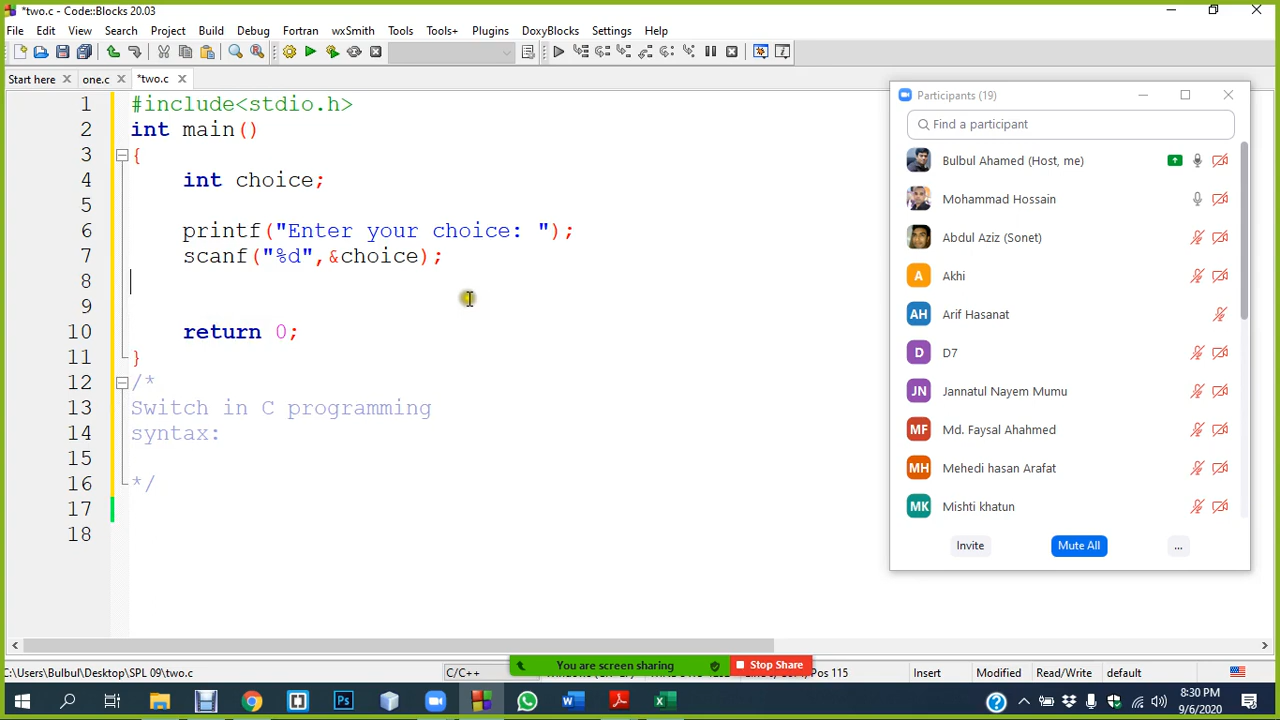 *two.c - Code::Blocks 20.03
File Edit View Search Project Build Debug Fortran wxSmith Tools Tools+ Plugins DoxyBlocks Settings Help
Start here one.c *two.c
1 #include<stdio.h>
2 int main()
3 {
4 int choice;
5
6 printf("Enter your choice: ");
7 scanf("%d",&choice);
8
9
10 return 0;
11 }
12 /*
13 Switch in C programming
14 syntax:
15
16 */
17
18
Participants (19)
Find a participant
Bulbul Ahamed (Host, me)
Mohammad Hossain
Abdul Aziz (Sonet)
A Akhi
AH Arif Hasanat
D D7
JN Jannatul Nayem Mumu
MF Md. Faysal Ahahmed
MH Mehedi hasan Arafat
MK Mishti khatun
Invite Mute All ...
You are screen sharing Stop Share
C:\Users\Bulbul\Desktop\SPL 09\two.c C/C++ Pos 115 Insert Modified Read/Write default
8:30 PM
9/6/2020